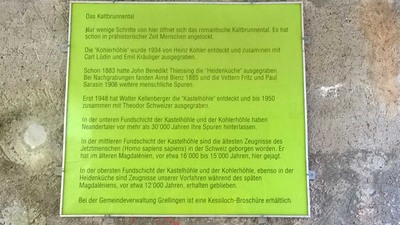 Das Kaltbrunnental
Nur wenige Schritte von hier öffnet sich das romantische Kaltbrunnental. Es hat
schon in prähistorischer Zeit Menschen angelockt.
Die "Kohlerhöhle" wurde 1934 von Heinz Kohler entdeckt und zusammen mit
Carl Lüdin und Emil Kräuliger ausgegraben.
Schon 1883 hatte John Benedikt Thiessing die "Heidenküche" ausgegraben.
Bei Nachgrabungen fanden Aimé Bienz 1885 und die Vettern Fritz und Paul
Sarasin 1906 weitere menschliche Spuren.
Erst 1948 hat Walter Kellenberger die "Kastelhöhle" entdeckt und bis 1950
zusammen mit Theodor Schweizer ausgegraben.
In der unteren Fundschicht der Kastelhöhle und der Kohlerhöhle haben
Neandertaler vor mehr als 30'000 Jahren Ihre Spuren hinterlassen.
In der mittleren Fundschicht der Kastelhöhle sind die ältesten Zeugnisse des
Jetztmenschen (Homo sapiens sapiens) in der Schweiz geborgen worden. Er
hat im älteren Magdalénien, vor etwa 16'000 bis 15'000 Jahren, hier gejagt.
In der obersten Fundschicht der Kastelhöhle und der Kohlerhöhle, ebenso in der
Heidenküche sind Zeugnisse unserer Vorfahren während des späten
Magdaléniens, vor etwa 12'000 Jahren, erhalten geblieben.
Bei der Gemeindeverwaltung Grellingen ist eine Kessiloch-Broschüre erhältlich.